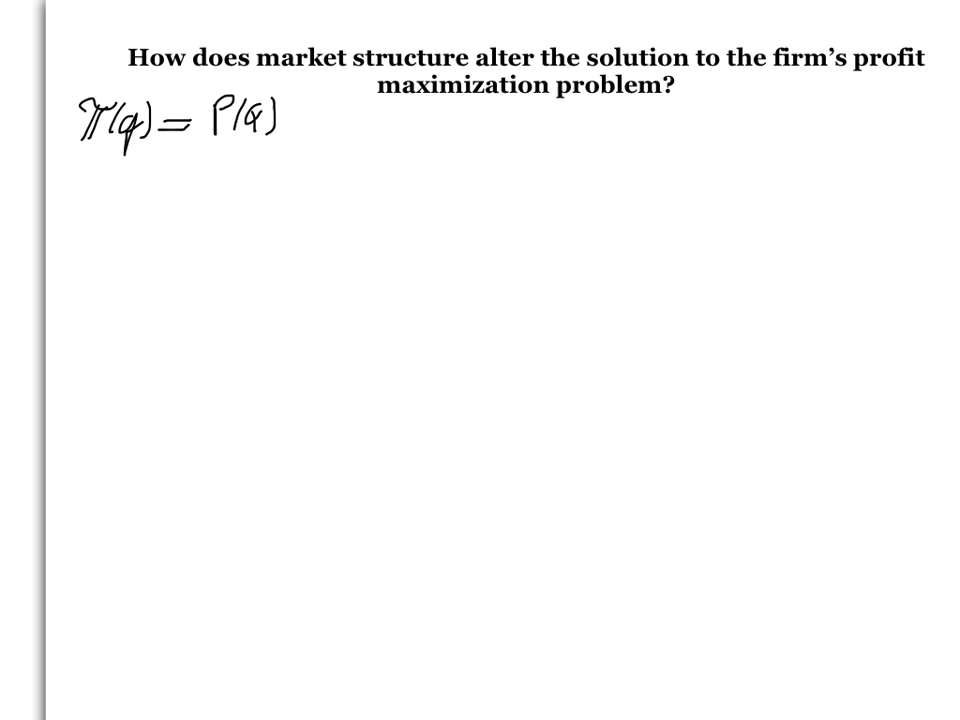 How does market structure alter the solution to the firm’s profit
maximization problem?
π(q) = P(Q)